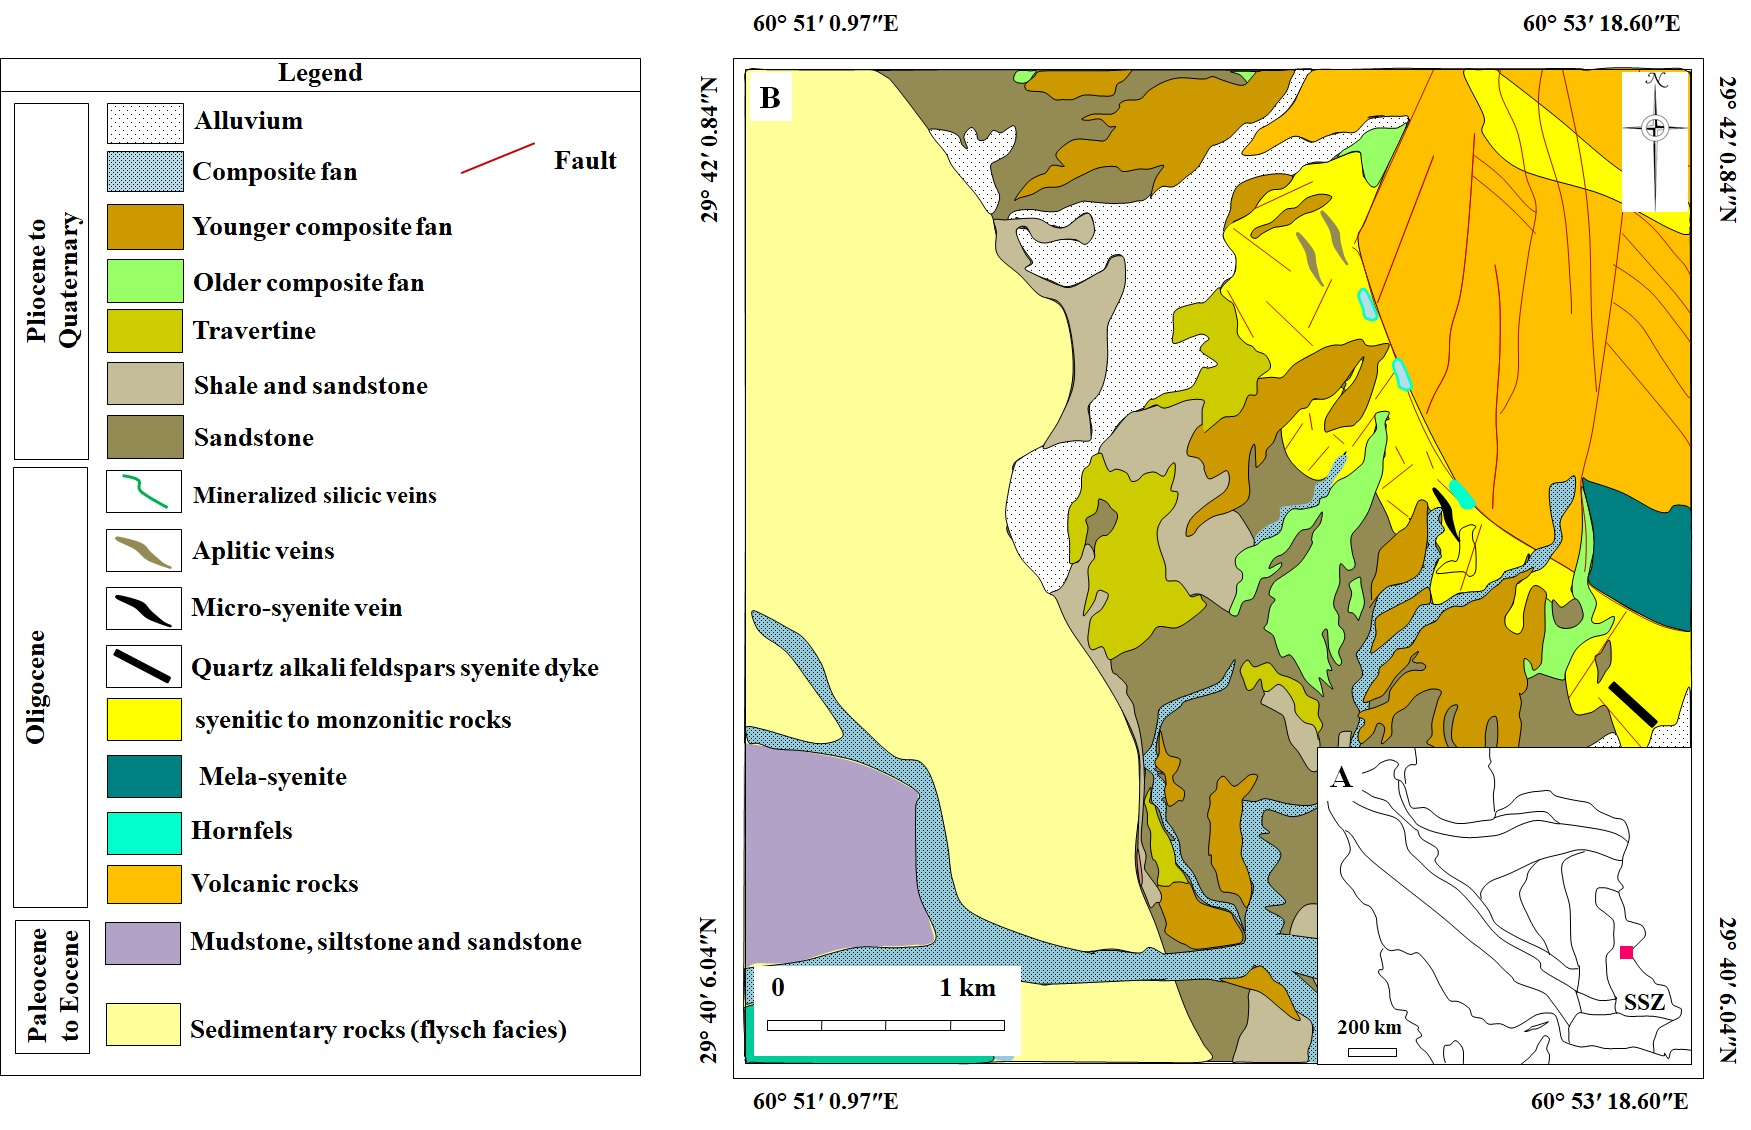 60° 51′ 0.97″E
60° 53′ 18.60″E
Legend
Pliocene to
Quaternary
Alluvium
Composite fan
Fault
Younger composite fan
Older composite fan
Travertine
Shale and sandstone
Sandstone
Oligocene
Mineralized silicic veins
Aplitic veins
Micro-syenite vein
Quartz alkali feldspars syenite dyke
syenitic to monzonitic rocks
Mela-syenite
Hornfels
Volcanic rocks
Paleocene
to Eocene
Mudstone, siltstone and sandstone
Sedimentary rocks (flysch facies)
29° 42′ 0.84″N
B
N
29° 42′ 0.84″N
29° 40′ 6.04″N
0 1 km
A
SSZ
200 km
29° 40′ 6.04″N
60° 51′ 0.97″E
60° 53′ 18.60″E